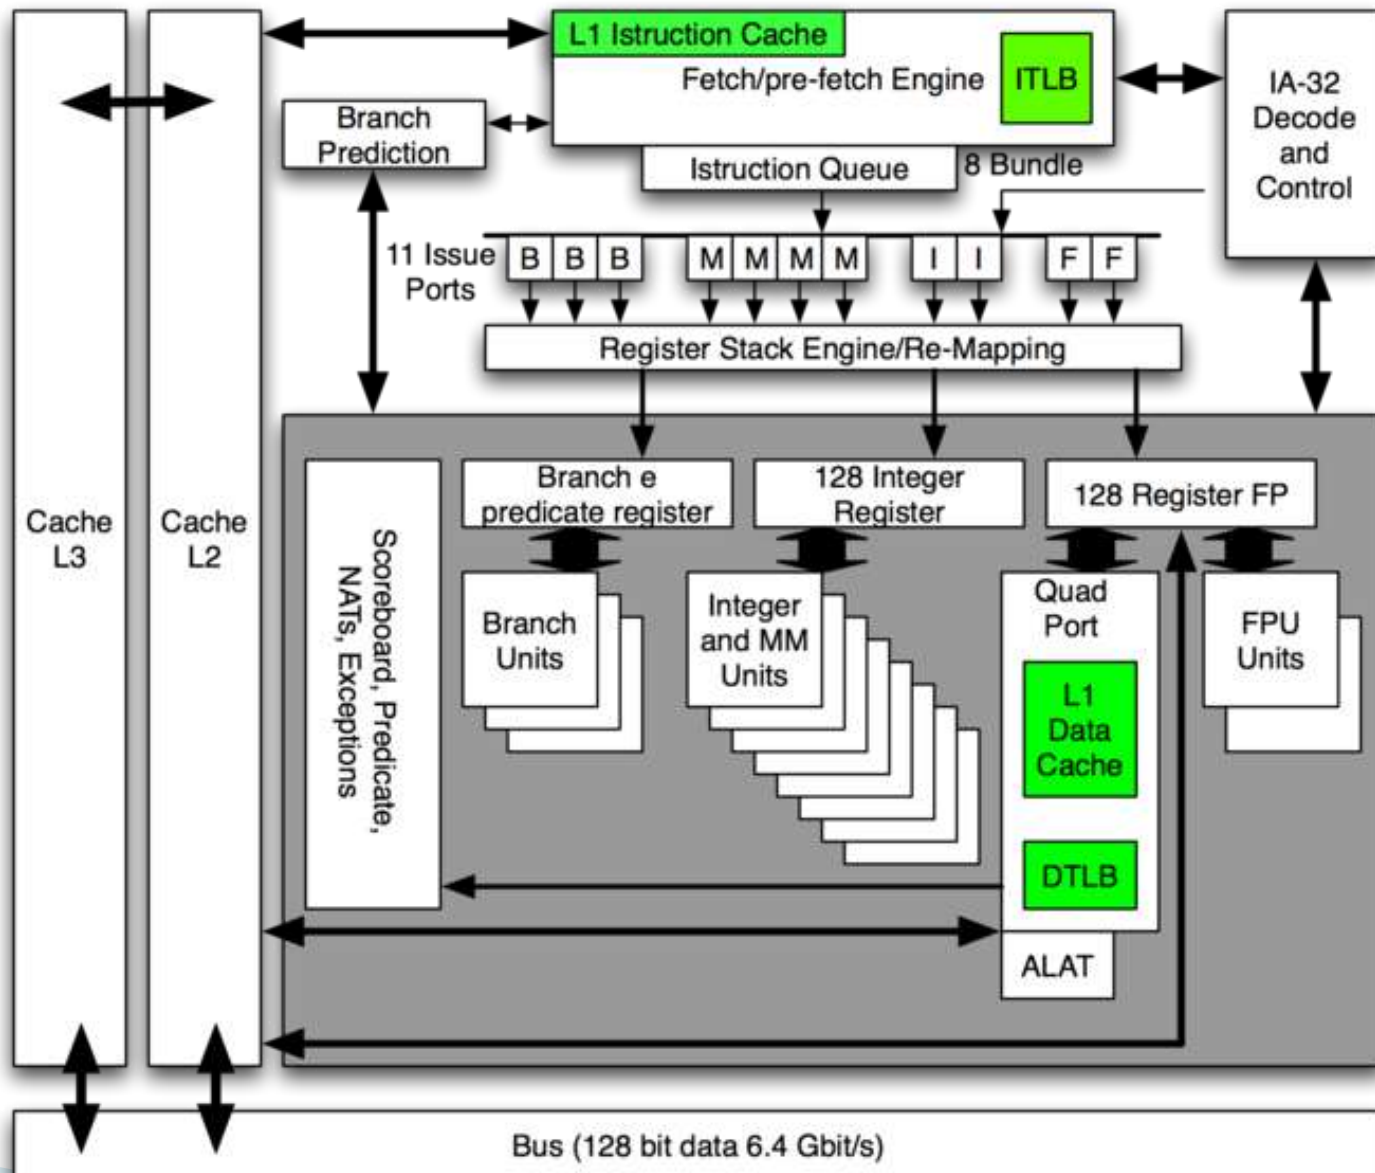 L1 Istruction Cache
Fetch/pre-fetch Engine
ITLB
IA-32
Decode
and
Control
Branch
Prediction
Istruction Queue
8 Bundle
11 Issue
Ports
B B B M M M M I I F F
Register Stack Engine/Re-Mapping
Cache
L3
Cache
L2
Scoreboard, Predicate,
NATs, Exceptions
Branch e
predicate register
128 Integer
Register
128 Register FP
Branch
Units
Integer
and MM
Units
Quad
Port
L1
Data
Cache
DTLB
ALAT
FPU
Units
Bus (128 bit data 6.4 Gbit/s)